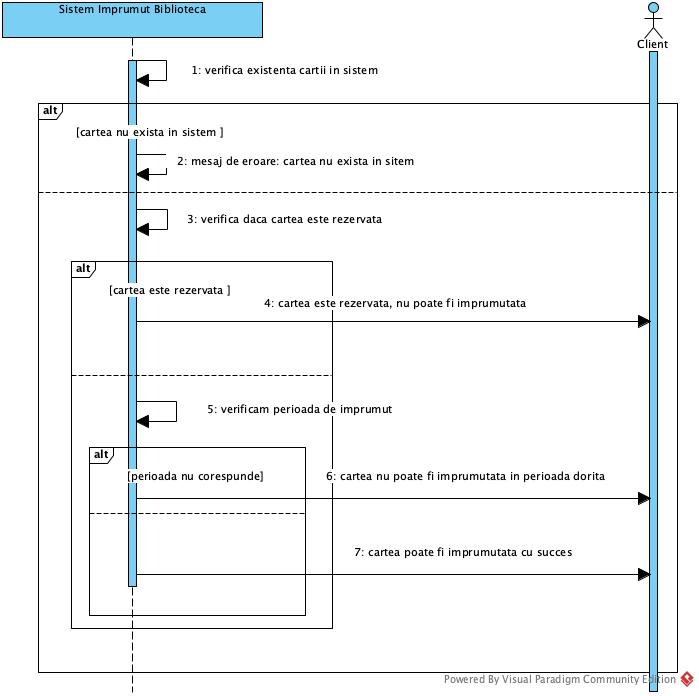 Sistem Imprumut Biblioteca
Client
1: verifica existenta cartii in sistem
alt
[cartea nu exista in sistem ]
2: mesaj de eroare: cartea nu exista in sitem
3: verifica daca cartea este rezervata
alt
[cartea este rezervata ]
4: cartea este rezervata, nu poate fi imprumutata
5: verificam perioada de imprumut
alt
[perioada nu corespunde]
6: cartea nu poate fi imprumutata in perioada dorita
7: cartea poate fi imprumutata cu succes
Powered By Visual Paradigm Community Edition